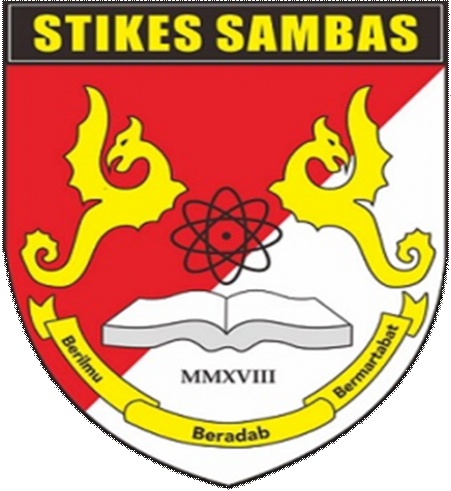 STIKES SAMBAS
MMXVIII
Berilmu
Beradab
Bermartabat